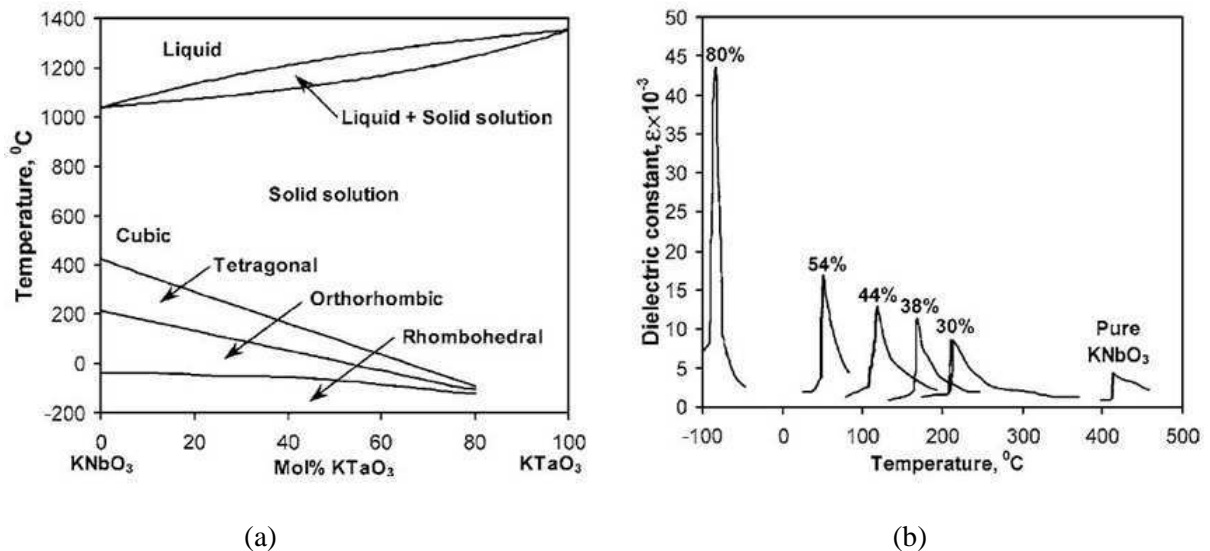 1400
1200
1000
800
600
400
200
0
-200
Temperature, ⁰C
Liquid
Liquid + Solid solution
Solid solution
Cubic
Tetragonal
Orthorhombic
Rhombohedral
0 20 40 60 80 100
KNbO₃ Mol% KTaO₃ KTaO₃
(a)
50
45
40
35
30
25
20
15
10
5
0
Dielectric constant, ε×10⁻³
80%
54%
44%
38%
30%
Pure
KNbO₃
-100 0 100 200 300 400 500
Temperature, ⁰C
(b)